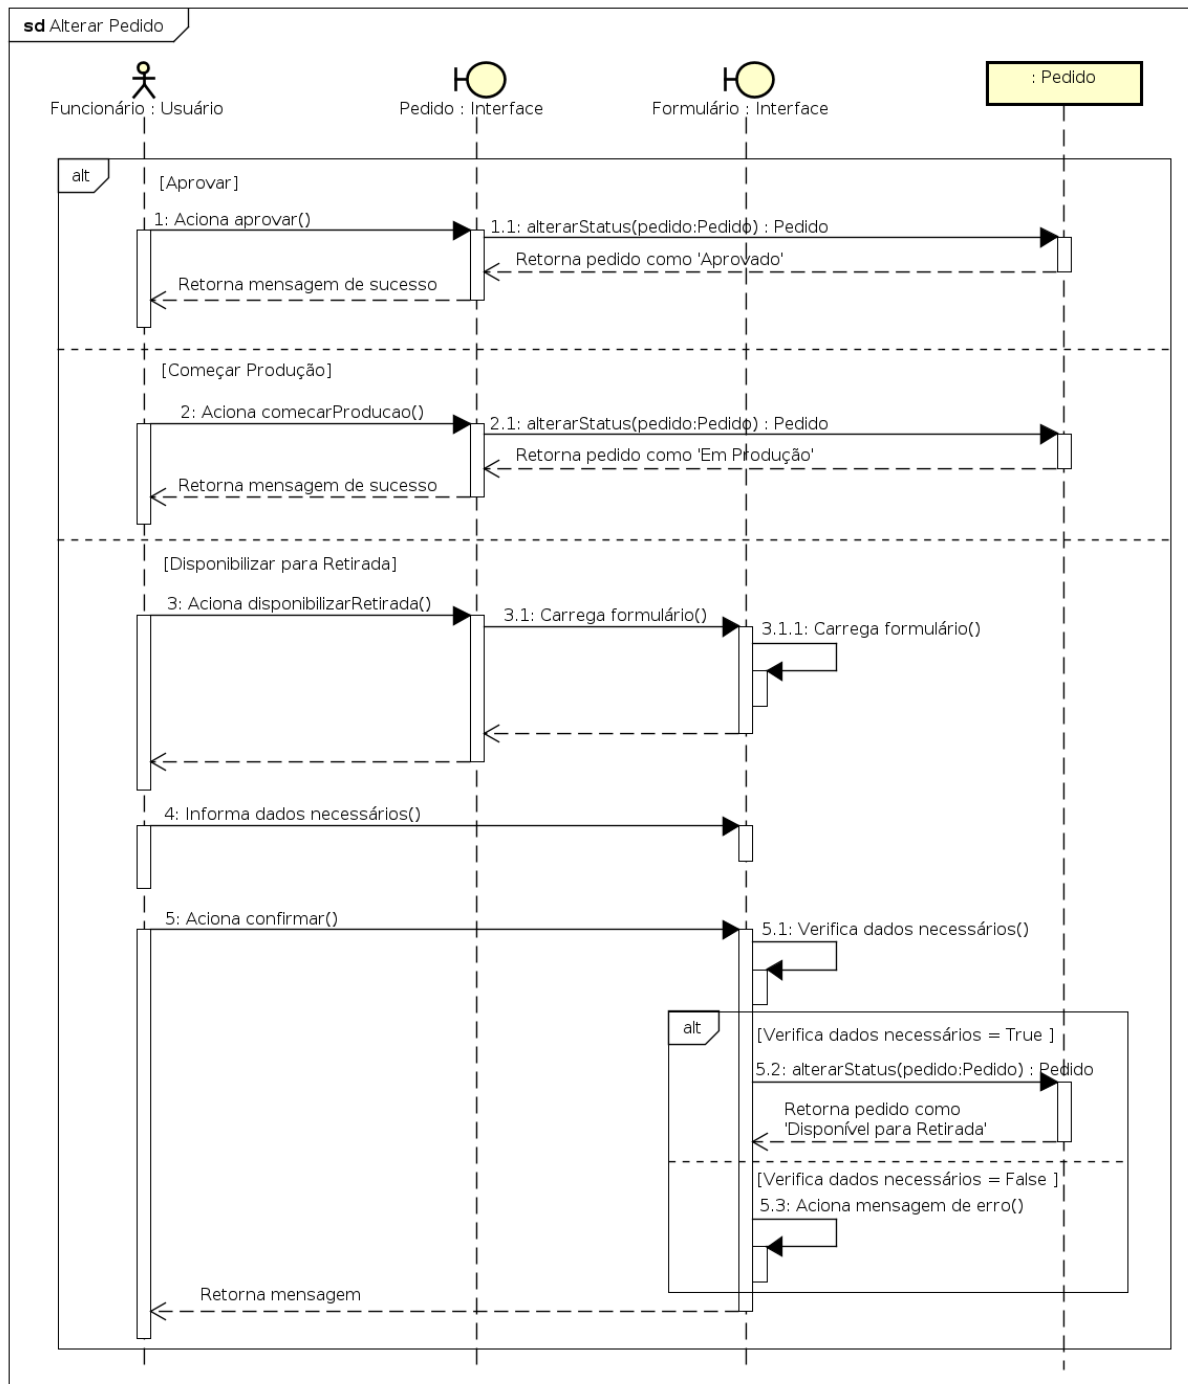 sd Alterar Pedido
Funcionário : Usuário
Pedido : Interface
Formulário : Interface
: Pedido
alt
[Aprovar]
1: Aciona aprovar()
1.1: alterarStatus(pedido:Pedido) : Pedido
Retorna pedido como 'Aprovado'
Retorna mensagem de sucesso
[Começar Produção]
2: Aciona comecarProducao()
2.1: alterarStatus(pedido:Pedido) : Pedido
Retorna pedido como 'Em Produção'
Retorna mensagem de sucesso
[Disponibilizar para Retirada]
3: Aciona disponibilizarRetirada()
3.1: Carrega formulário()
3.1.1: Carrega formulário()
4: Informa dados necessários()
5: Aciona confirmar()
5.1: Verifica dados necessários()
alt
[Verifica dados necessários = True ]
5.2: alterarStatus(pedido:Pedido) : Pedido
Retorna pedido como
'Disponível para Retirada'
[Verifica dados necessários = False ]
5.3: Aciona mensagem de erro()
Retorna mensagem